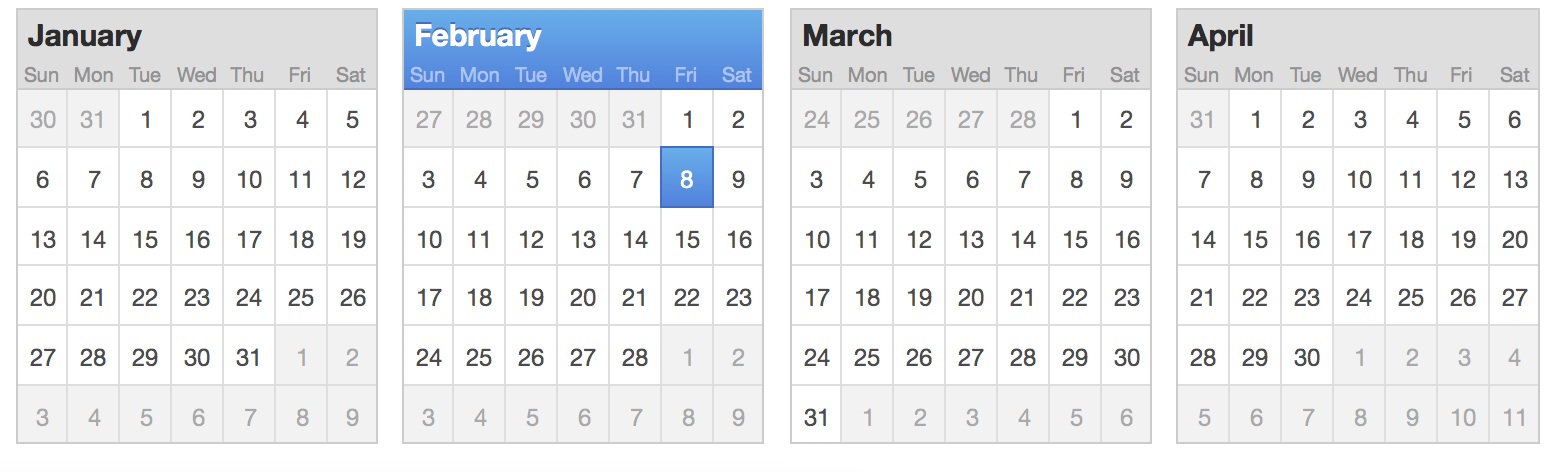 January
Sun Mon Tue Wed Thu Fri Sat
30 31 1 2 3 4 5
6 7 8 9 10 11 12
13 14 15 16 17 18 19
20 21 22 23 24 25 26
27 28 29 30 31 1 2
3 4 5 6 7 8 9
February
Sun Mon Tue Wed Thu Fri Sat
27 28 29 30 31 1 2
3 4 5 6 7 8 9
10 11 12 13 14 15 16
17 18 19 20 21 22 23
24 25 26 27 28 1 2
3 4 5 6 7 8 9
March
Sun Mon Tue Wed Thu Fri Sat
24 25 26 27 28 1 2
3 4 5 6 7 8 9
10 11 12 13 14 15 16
17 18 19 20 21 22 23
24 25 26 27 28 29 30
31 1 2 3 4 5 6
April
Sun Mon Tue Wed Thu Fri Sat
31 1 2 3 4 5 6
7 8 9 10 11 12 13
14 15 16 17 18 19 20
21 22 23 24 25 26 27
28 29 30 1 2 3 4
5 6 7 8 9 10 11